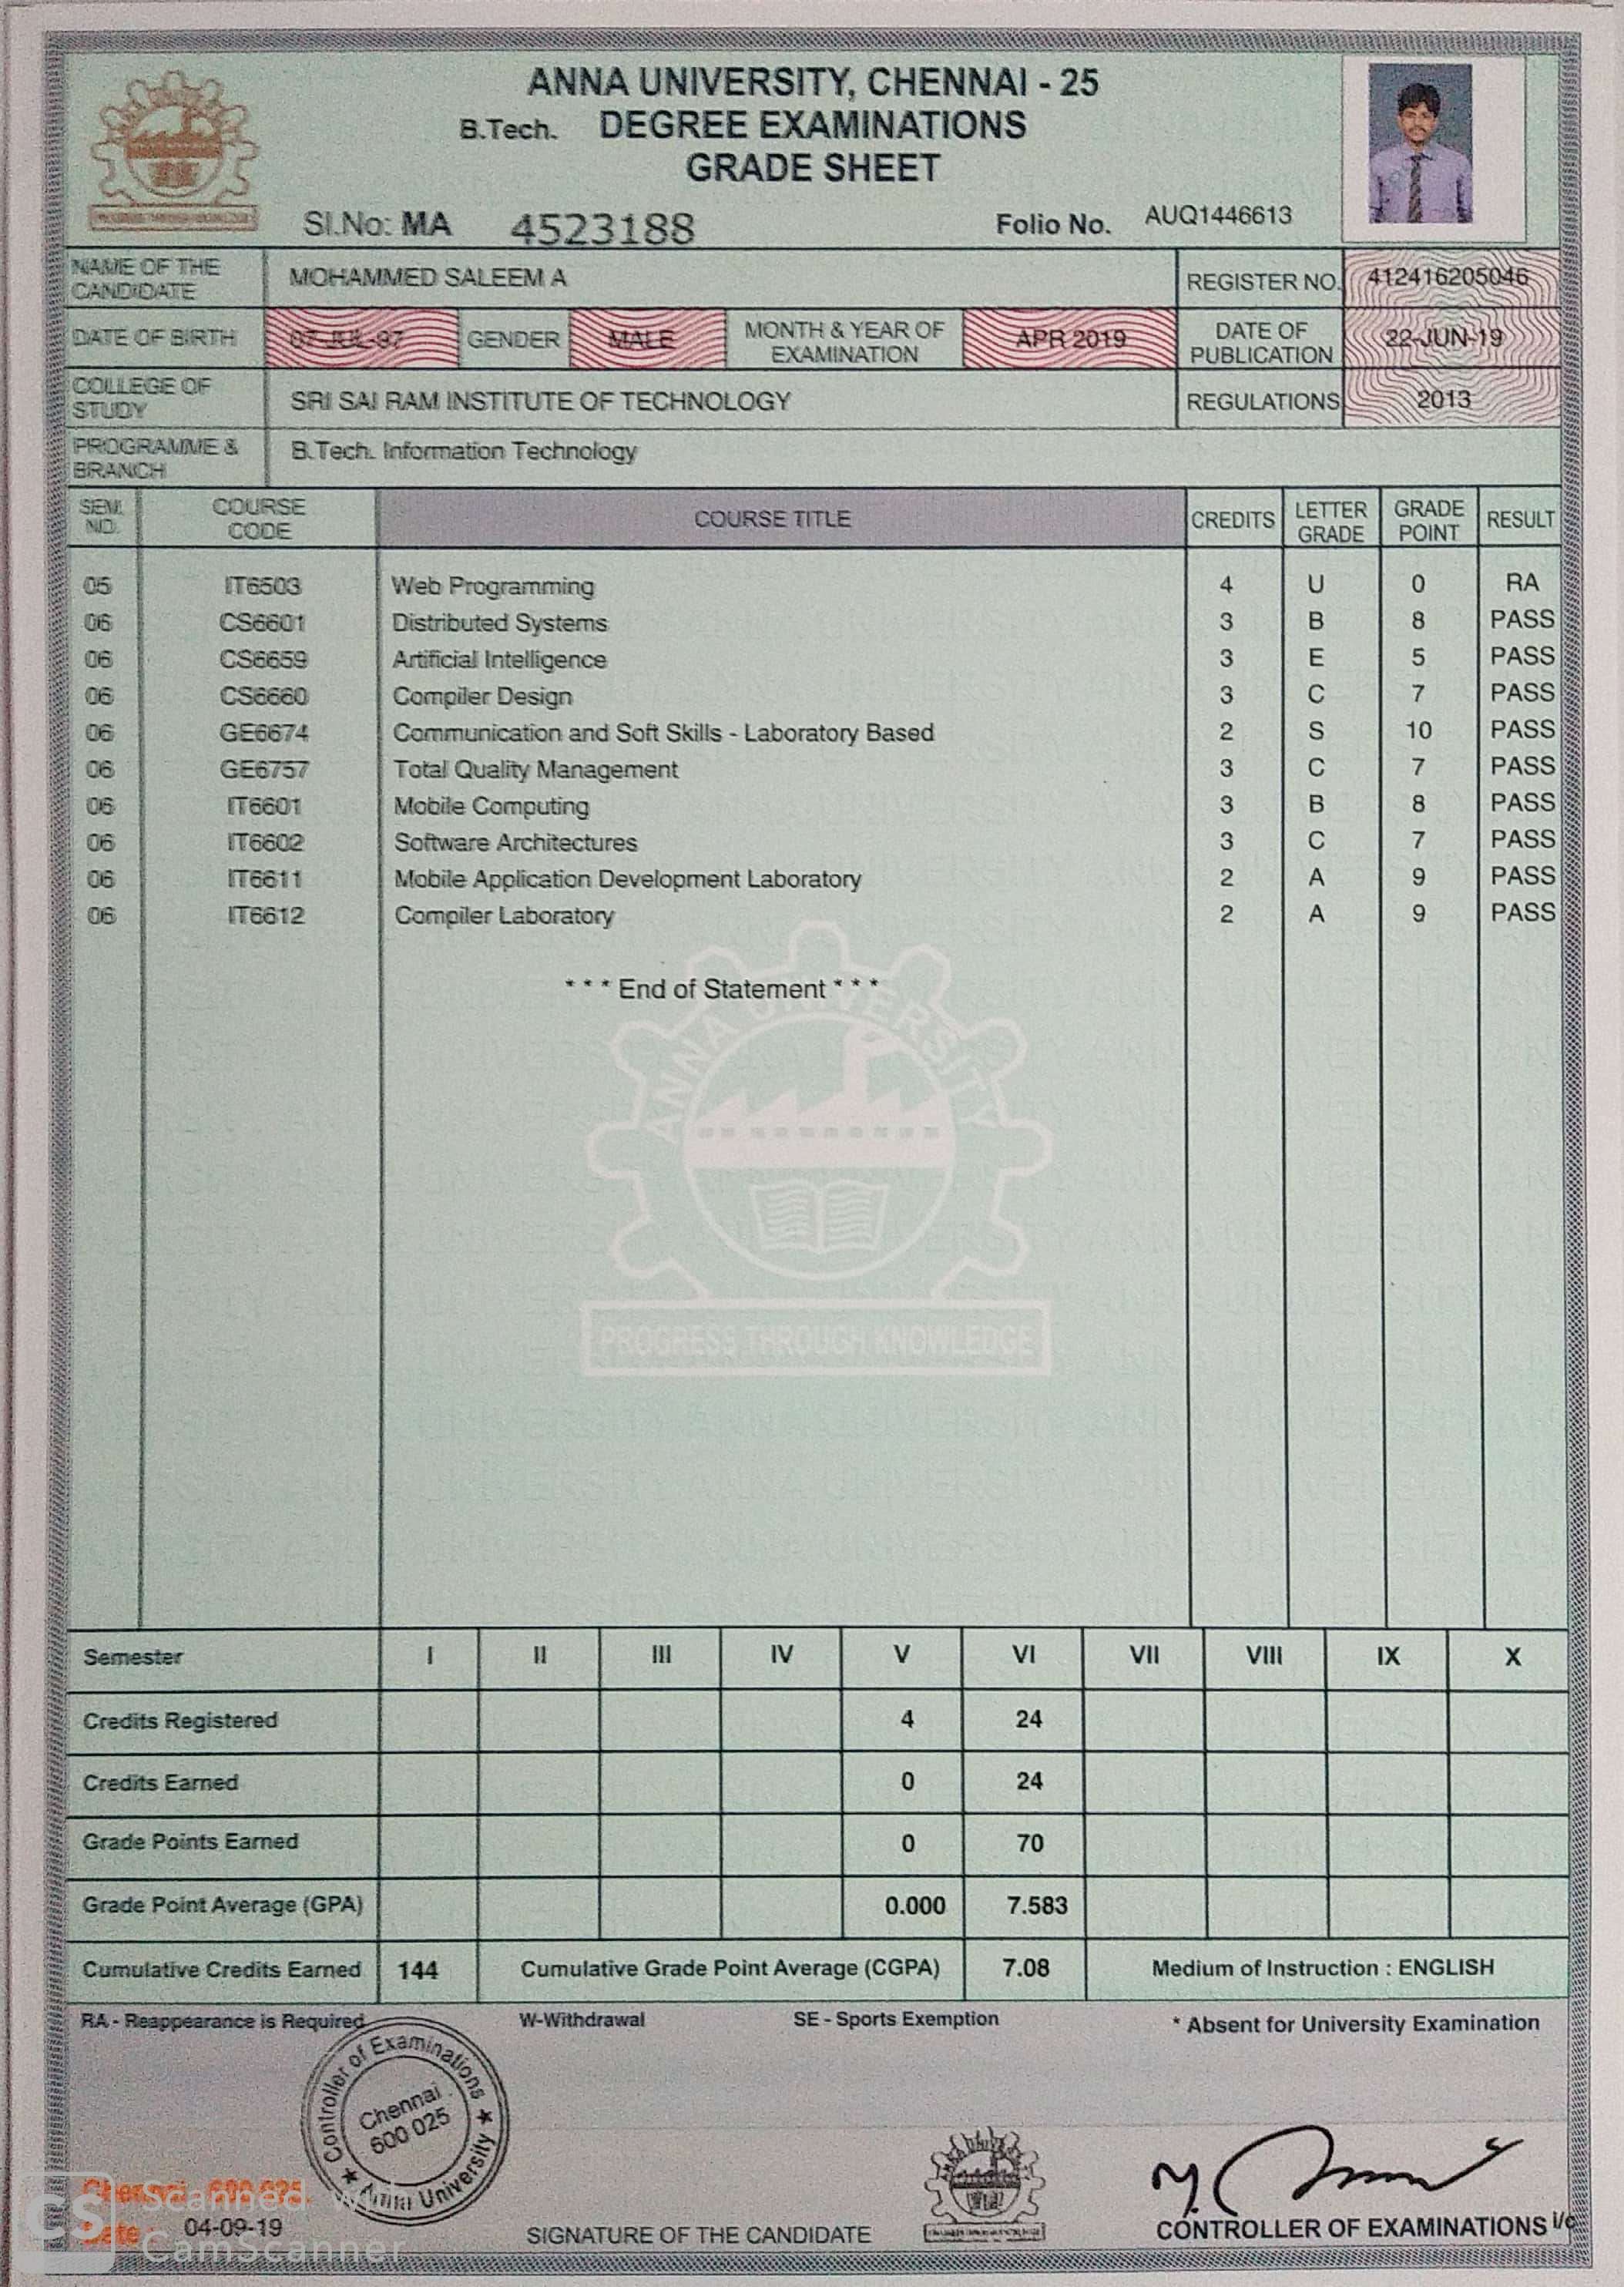 ANNA UNIVERSITY, CHENNAI - 25
B.Tech. DEGREE EXAMINATIONS
GRADE SHEET
Sl.No: MA 4523188 Folio No. AUQ1446613
NAME OF THE CANDIDATE MOHAMMED SALEEM A REGISTER NO. 412416205046
DATE OF BIRTH 07-JUL-97 GENDER MALE MONTH & YEAR OF EXAMINATION APR 2019 DATE OF PUBLICATION 22-JUN-19
COLLEGE OF STUDY SRI SAI RAM INSTITUTE OF TECHNOLOGY REGULATIONS 2013
PROGRAMME & BRANCH B.Tech. Information Technology
SEM. NO. COURSE CODE COURSE TITLE CREDITS LETTER GRADE GRADE POINT RESULT
05 IT6503 Web Programming 4 U 0 RA
06 CS6601 Distributed Systems 3 B 8 PASS
06 CS6659 Artificial Intelligence 3 E 5 PASS
06 CS6660 Compiler Design 3 C 7 PASS
06 GE6674 Communication and Soft Skills - Laboratory Based 2 S 10 PASS
06 GE6757 Total Quality Management 3 C 7 PASS
06 IT6601 Mobile Computing 3 B 8 PASS
06 IT6602 Software Architectures 3 C 7 PASS
06 IT6611 Mobile Application Development Laboratory 2 A 9 PASS
06 IT6612 Compiler Laboratory 2 A 9 PASS
* * * End of Statement * * *
ANNA UNIVERSITY
PROGRESS THROUGH KNOWLEDGE
Semester I II III IV V VI VII VIII IX X
Credits Registered 4 24
Credits Earned 0 24
Grade Points Earned 0 70
Grade Point Average (GPA) 0.000 7.583
Cumulative Credits Earned 144 Cumulative Grade Point Average (CGPA) 7.08 Medium of Instruction : ENGLISH
RA - Reappearance is Required W-Withdrawal SE - Sports Exemption * Absent for University Examination
Controller of Examinations
Chennai
600 025
Anna University
Chennai - 600 025.
Date : 04-09-19
SIGNATURE OF THE CANDIDATE
CONTROLLER OF EXAMINATIONS i/c
CS Scanned with
CamScanner